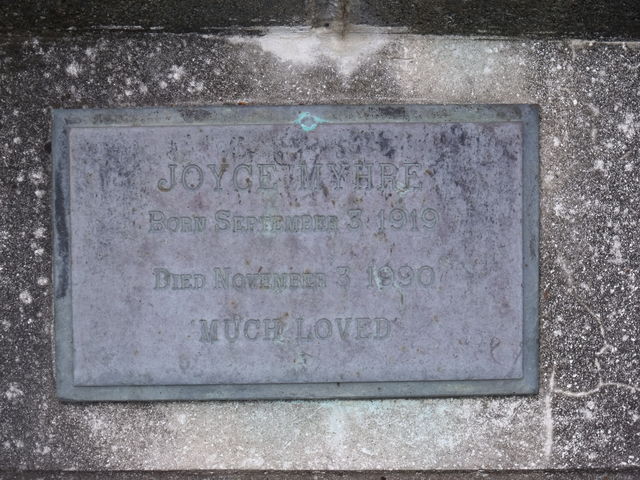 JOYCE MYHRE
BORN SEPTEMBER 3 1919
DIED NOVEMBER 3 1990
MUCH LOVED